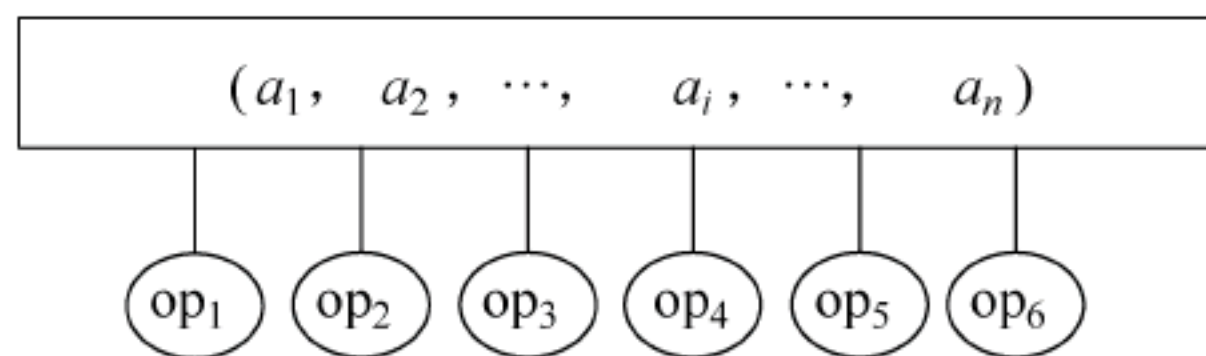 (a₁, a₂, ⋯, aᵢ, ⋯, aₙ)
op₁ op₂ op₃ op₄ op₅ op₆